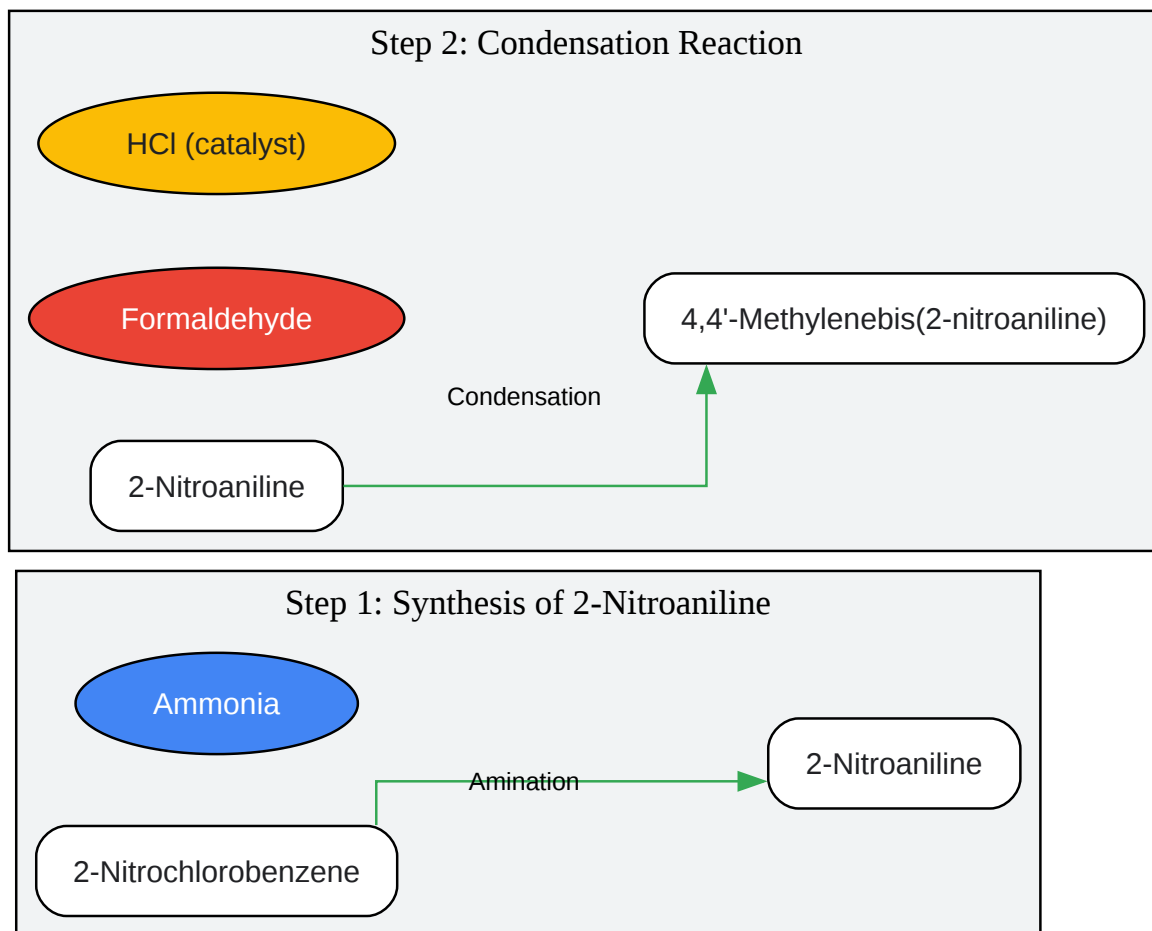 Step 2: Condensation Reaction
HCl (catalyst)
Formaldehyde
4,4'-Methylenebis(2-nitroaniline)
Condensation
2-Nitroaniline
Step 1: Synthesis of 2-Nitroaniline
Ammonia
2-Nitroaniline
Amination
2-Nitrochlorobenzene